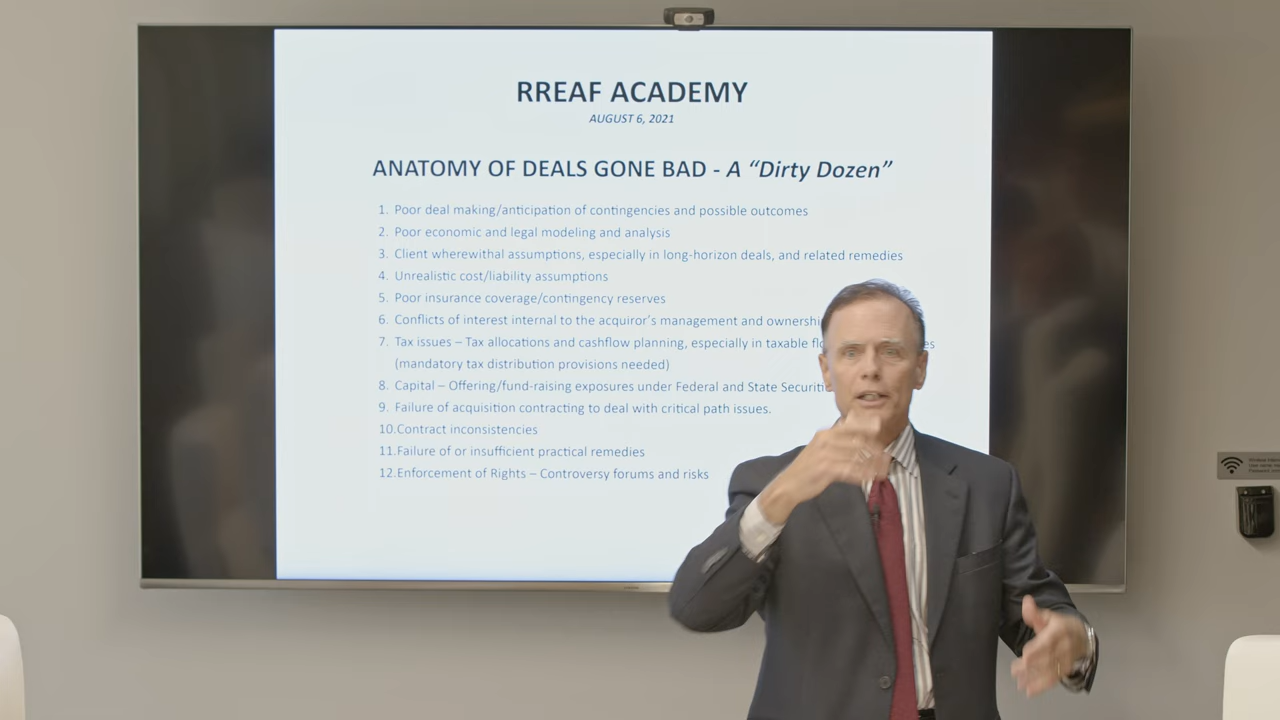 RREAF ACADEMY
AUGUST 6, 2021
ANATOMY OF DEALS GONE BAD - A “Dirty Dozen”
1. Poor deal making/anticipation of contingencies and possible outcomes
2. Poor economic and legal modeling and analysis
3. Client wherewithal assumptions, especially in long-horizon deals, and related remedies
4. Unrealistic cost/liability assumptions
5. Poor insurance coverage/contingency reserves
6. Conflicts of interest internal to the acquiror’s management and
7. Tax issues – Tax allocations and cashflow planning, especially in taxable
(mandatory tax distribution provisions needed)
8. Capital – Offering/fund-raising exposures under Federal and State
9. Failure of acquisition contracting to deal with critical path issues.
10.Contract inconsistencies
11.Failure of or insufficient practical remedies
12.Enforcement of Rights – Controversy forums and risks